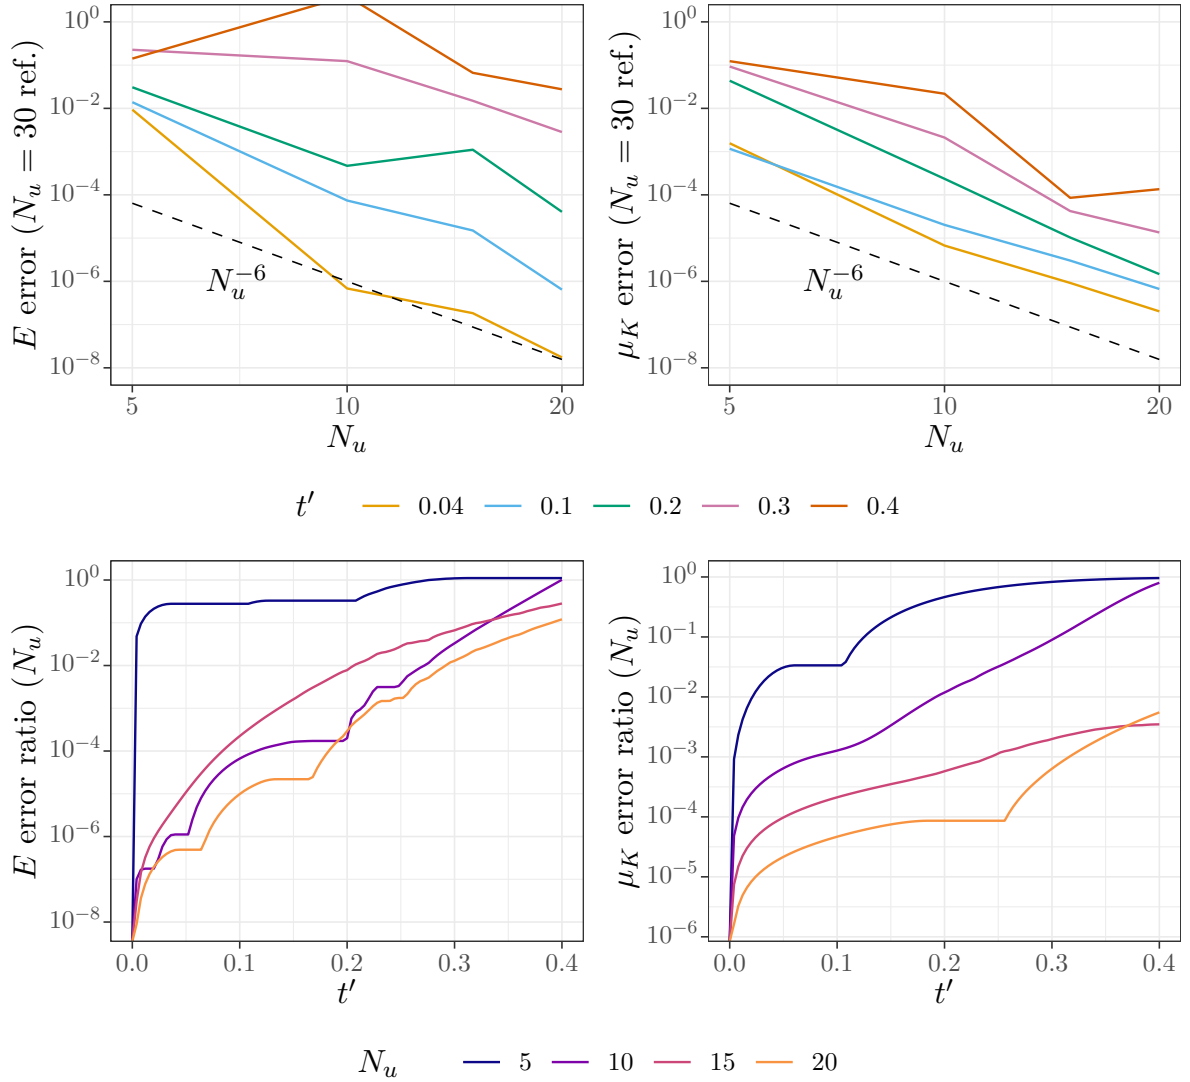 E error (N_u = 30 ref.)
10^0
10^{-2}
10^{-4}
10^{-6}
10^{-8}
N_u^{-6}
5 10 20
N_u
μ_K error (N_u = 30 ref.)
10^0
10^{-2}
10^{-4}
10^{-6}
10^{-8}
N_u^{-6}
5 10 20
N_u
t′ 0.04 0.1 0.2 0.3 0.4
E error ratio (N_u)
10^0
10^{-2}
10^{-4}
10^{-6}
10^{-8}
0.0 0.1 0.2 0.3 0.4
t′
μ_K error ratio (N_u)
10^0
10^{-1}
10^{-2}
10^{-3}
10^{-4}
10^{-5}
10^{-6}
0.0 0.1 0.2 0.3 0.4
t′
N_u 5 10 15 20